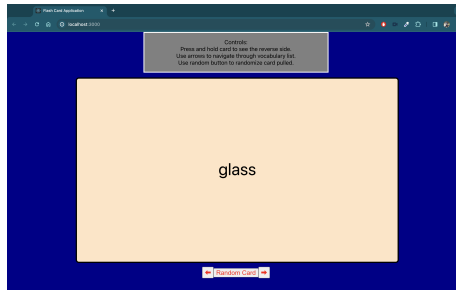 Flash Card Application
localhost:3000
Controls:
Press and hold card to see the reverse side.
Use arrows to navigate through vocabulary list.
Use random button to randomize card pulled.
glass
Random Card